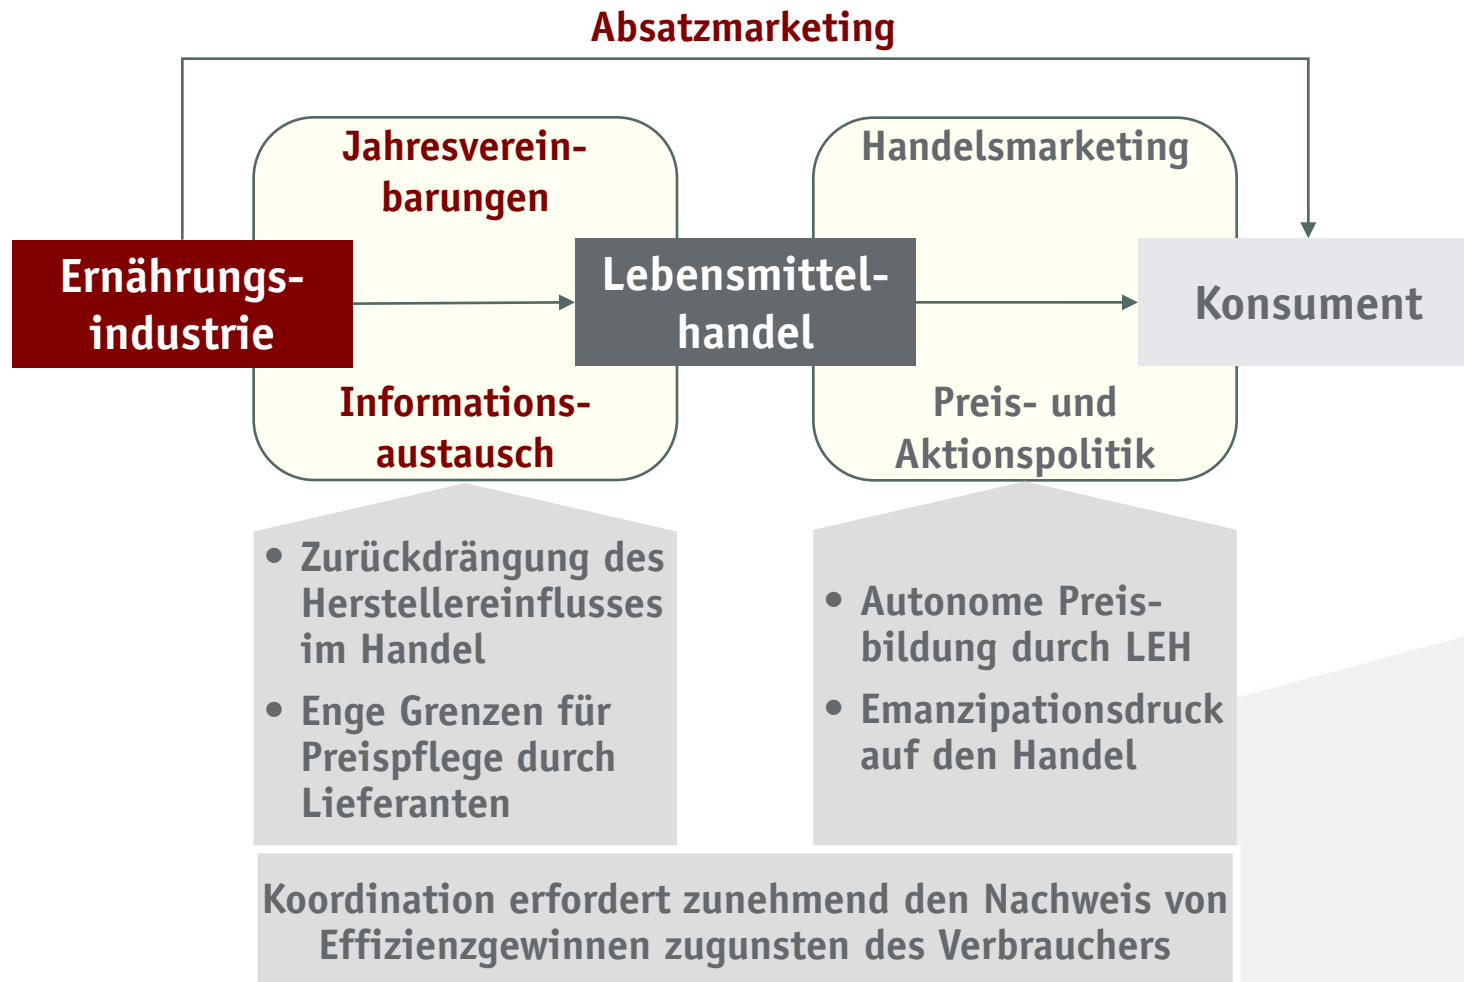 Absatzmarketing
Jahresverein-
barungen
Handelsmarketing
Ernährungs-
industrie
Lebensmittel-
handel
Konsument
Informations-
austausch
Preis- und
Aktionspolitik
• Zurückdrängung des
Herstellereinflusses
im Handel
• Enge Grenzen für
Preispflege durch
Lieferanten
• Autonome Preis-
bildung durch LEH
• Emanzipationsdruck
auf den Handel
Koordination erfordert zunehmend den Nachweis von
Effizienzgewinnen zugunsten des Verbrauchers